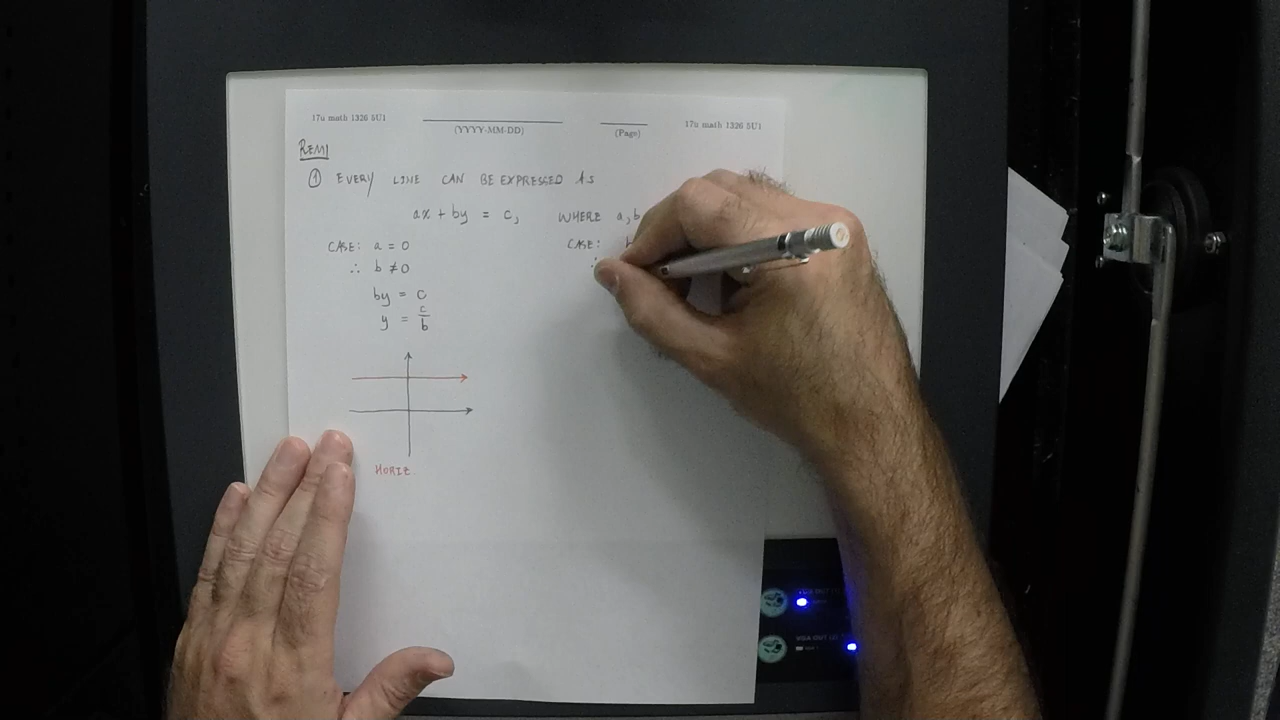 17u math 1326 5U1
(YYYY-MM-DD)
(Page)
17u math 1326 5U1
REM1
① EVERY LINE CAN BE EXPRESSED AS
ax + by = c, WHERE a, b
CASE: a = 0
∴ b ≠ 0
by = c
y = c/b
HORIZ.
CASE: b
∴